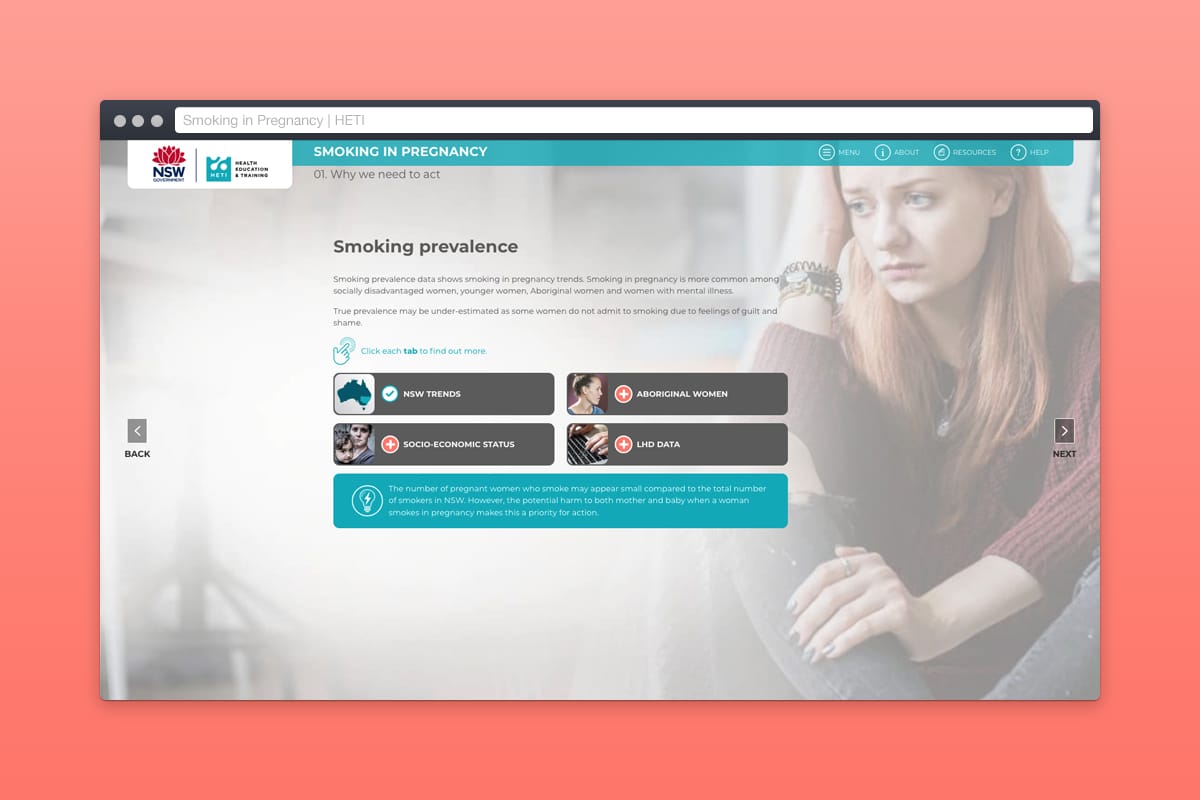 Smoking in Pregnancy | HETI
NSW
GOVERNMENT
HETI
HEALTH
EDUCATION
& TRAINING
SMOKING IN PREGNANCY
MENU
ABOUT
RESOURCES
HELP
01. Why we need to act
Smoking prevalence
Smoking prevalence data shows smoking in pregnancy trends. Smoking in pregnancy is more common among
socially disadvantaged women, younger women, Aboriginal women and women with mental illness.
True prevalence may be under-estimated as some women do not admit to smoking due to feelings of guilt and
shame.
Click each tab to find out more.
NSW TRENDS
ABORIGINAL WOMEN
SOCIO-ECONOMIC STATUS
LHD DATA
BACK
NEXT
The number of pregnant women who smoke may appear small compared to the total number
of smokers in NSW. However, the potential harm to both mother and baby when a woman
smokes in pregnancy makes this a priority for action.